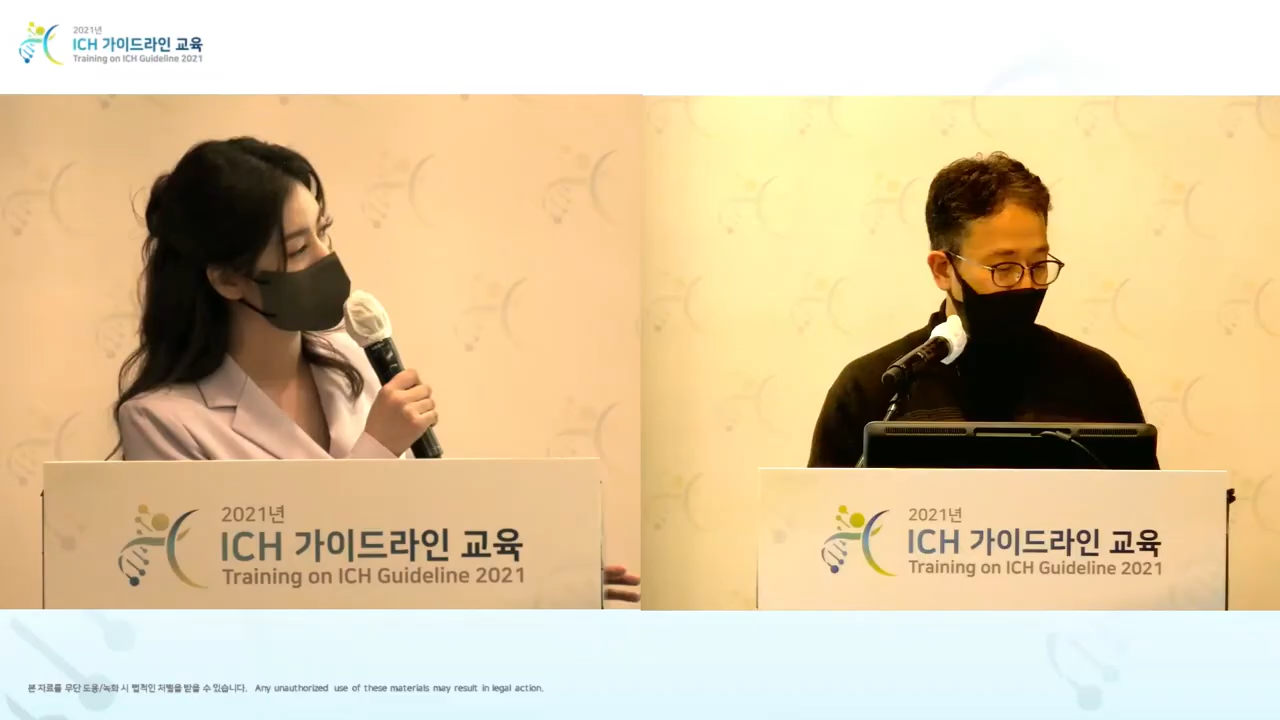 2021년
ICH 가이드라인 교육
Training on ICH Guideline 2021
2021년
ICH 가이드라인 교육
Training on ICH Guideline 2021
2021년
ICH 가이드라인 교육
Training on ICH Guideline 2021
본 자료를 무단 도용/녹화 시 법적인 처벌을 받을 수 있습니다. Any unauthorized use of these materials may result in legal action.